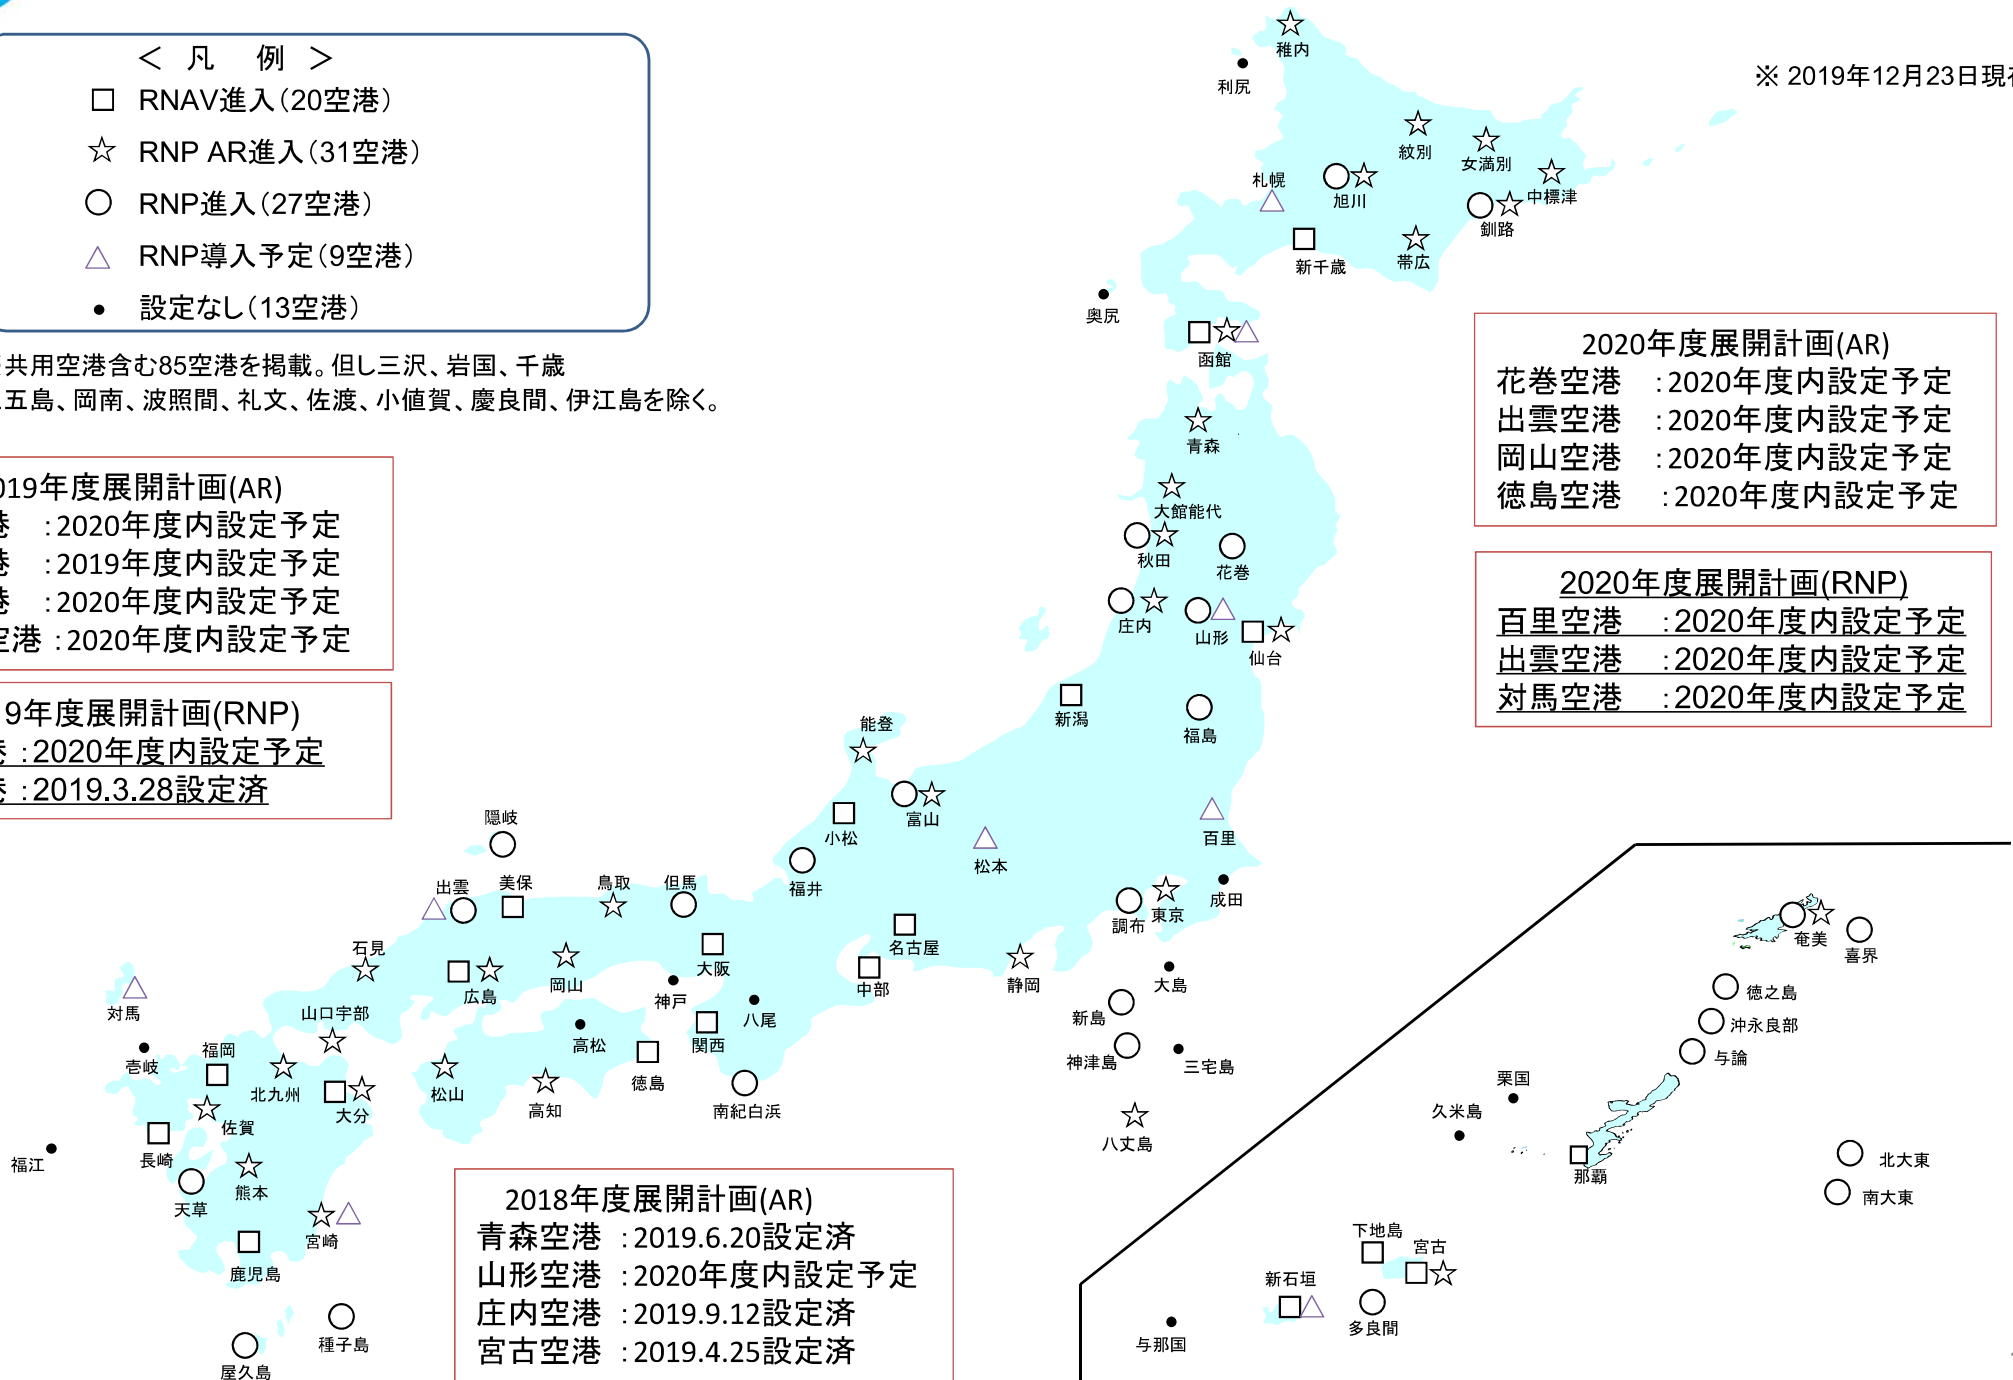 ＜ 凡 例 ＞
RNAV進入（20空港）
RNP AR進入（31空港）
RNP進入（27空港）
RNP導入予定（9空港）
設定なし（13空港）
※ 2019年12月23日現在
共用空港含む85空港を掲載。但し三沢、岩国、千歳
五島、岡南、波照間、礼文、佐渡、小値賀、慶良間、伊江島を除く。
019年度展開計画(AR)
港 ：2020年度内設定予定
港 ：2019年度内設定予定
港 ：2020年度内設定予定
空港：2020年度内設定予定
9年度展開計画(RNP)
港：2020年度内設定予定
港：2019.3.28設定済
2020年度展開計画(AR)
花巻空港 ：2020年度内設定予定
出雲空港 ：2020年度内設定予定
岡山空港 ：2020年度内設定予定
徳島空港 ：2020年度内設定予定
2020年度展開計画(RNP)
百里空港 ：2020年度内設定予定
出雲空港 ：2020年度内設定予定
対馬空港 ：2020年度内設定予定
2018年度展開計画(AR)
青森空港 ：2019.6.20設定済
山形空港 ：2020年度内設定予定
庄内空港 ：2019.9.12設定済
宮古空港 ：2019.4.25設定済
稚内
利尻
紋別
女満別
札幌
旭川
中標津
釧路
新千歳
帯広
奥尻
函館
青森
大館能代
秋田
花巻
庄内
山形
仙台
新潟
福島
能登
富山
小松
松本
百里
福井
隠岐
出雲
美保
鳥取
但馬
成田
調布
東京
名古屋
石見
広島
岡山
大阪
神戸
中部
静岡
大島
八尾
関西
新島
対馬
山口宇部
高松
徳島
神津島
三宅島
壱岐
福岡
北九州
大分
松山
高知
南紀白浜
佐賀
八丈島
長崎
福江
熊本
天草
宮崎
鹿児島
種子島
屋久島
奄美
喜界
徳之島
沖永良部
与論
粟国
久米島
那覇
北大東
南大東
下地島
宮古
新石垣
多良間
与那国